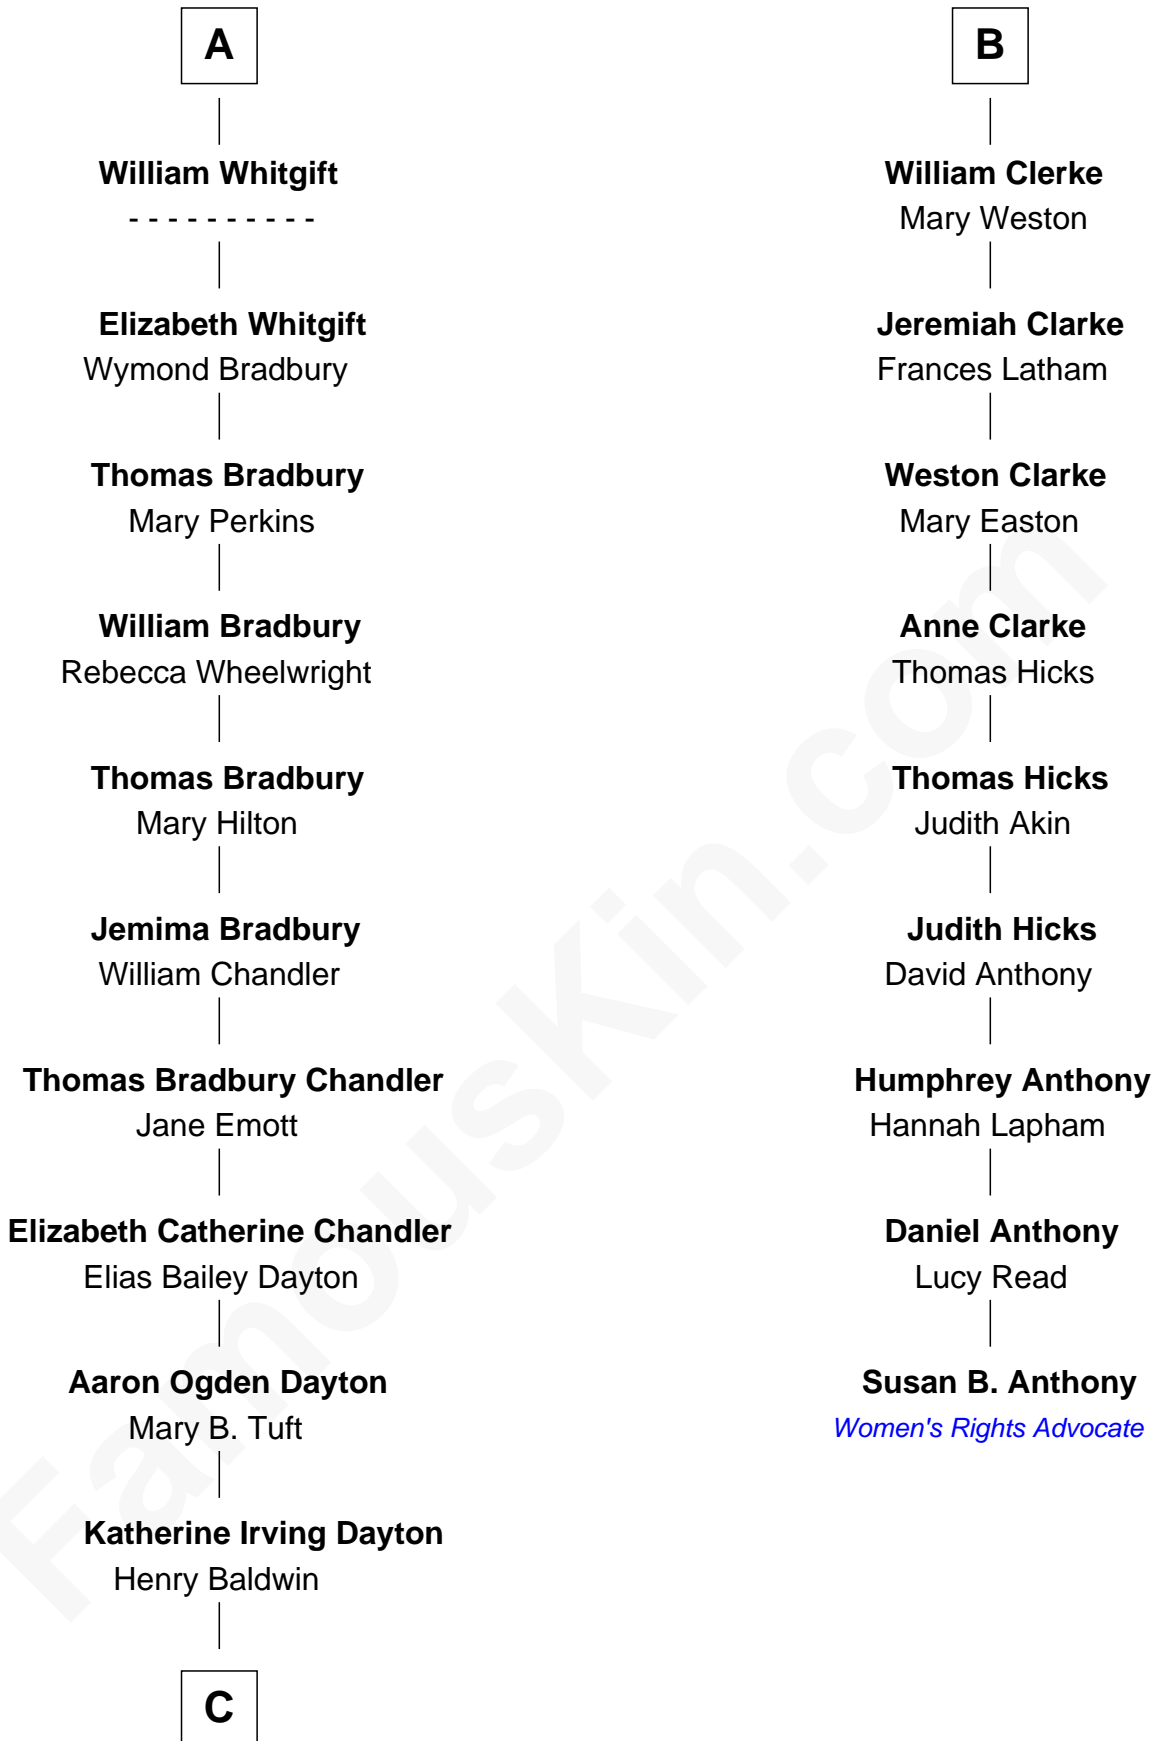 A
William Whitgift
- - - - - - - - - -
Elizabeth Whitgift
Wymond Bradbury
Thomas Bradbury
Mary Perkins
William Bradbury
Rebecca Wheelwright
Thomas Bradbury
Mary Hilton
Jemima Bradbury
William Chandler
Thomas Bradbury Chandler
Jane Emott
Elizabeth Catherine Chandler
Elias Bailey Dayton
Aaron Ogden Dayton
Mary B. Tuft
Katherine Irving Dayton
Henry Baldwin
C
B
William Clerke
Mary Weston
Jeremiah Clarke
Frances Latham
Weston Clarke
Mary Easton
Anne Clarke
Thomas Hicks
Thomas Hicks
Judith Akin
Judith Hicks
David Anthony
Humphrey Anthony
Hannah Lapham
Daniel Anthony
Lucy Read
Susan B. Anthony
Women's Rights Advocate
FamousKin.com